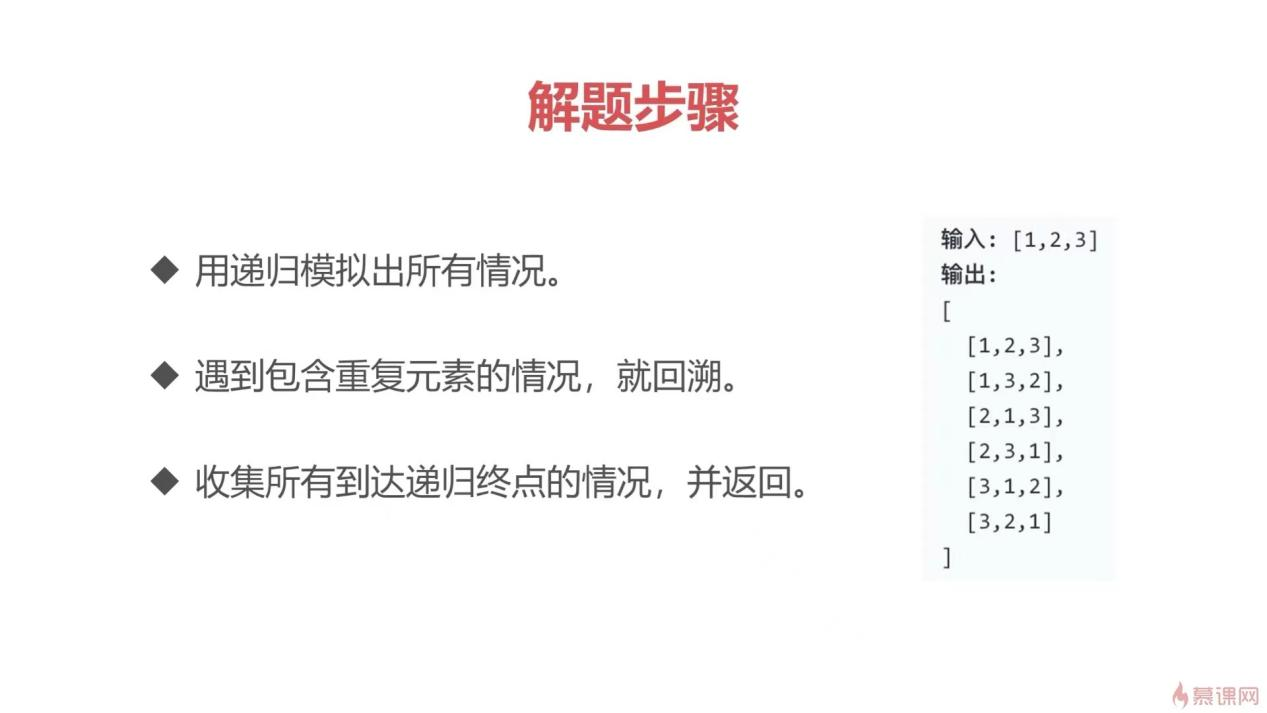 解题步骤
◆ 用递归模拟出所有情况。
◆ 遇到包含重复元素的情况，就回溯。
◆ 收集所有到达递归终点的情况，并返回。
输入: [1,2,3]
输出:
[
  [1,2,3],
  [1,3,2],
  [2,1,3],
  [2,3,1],
  [3,1,2],
  [3,2,1]
]
慕课网